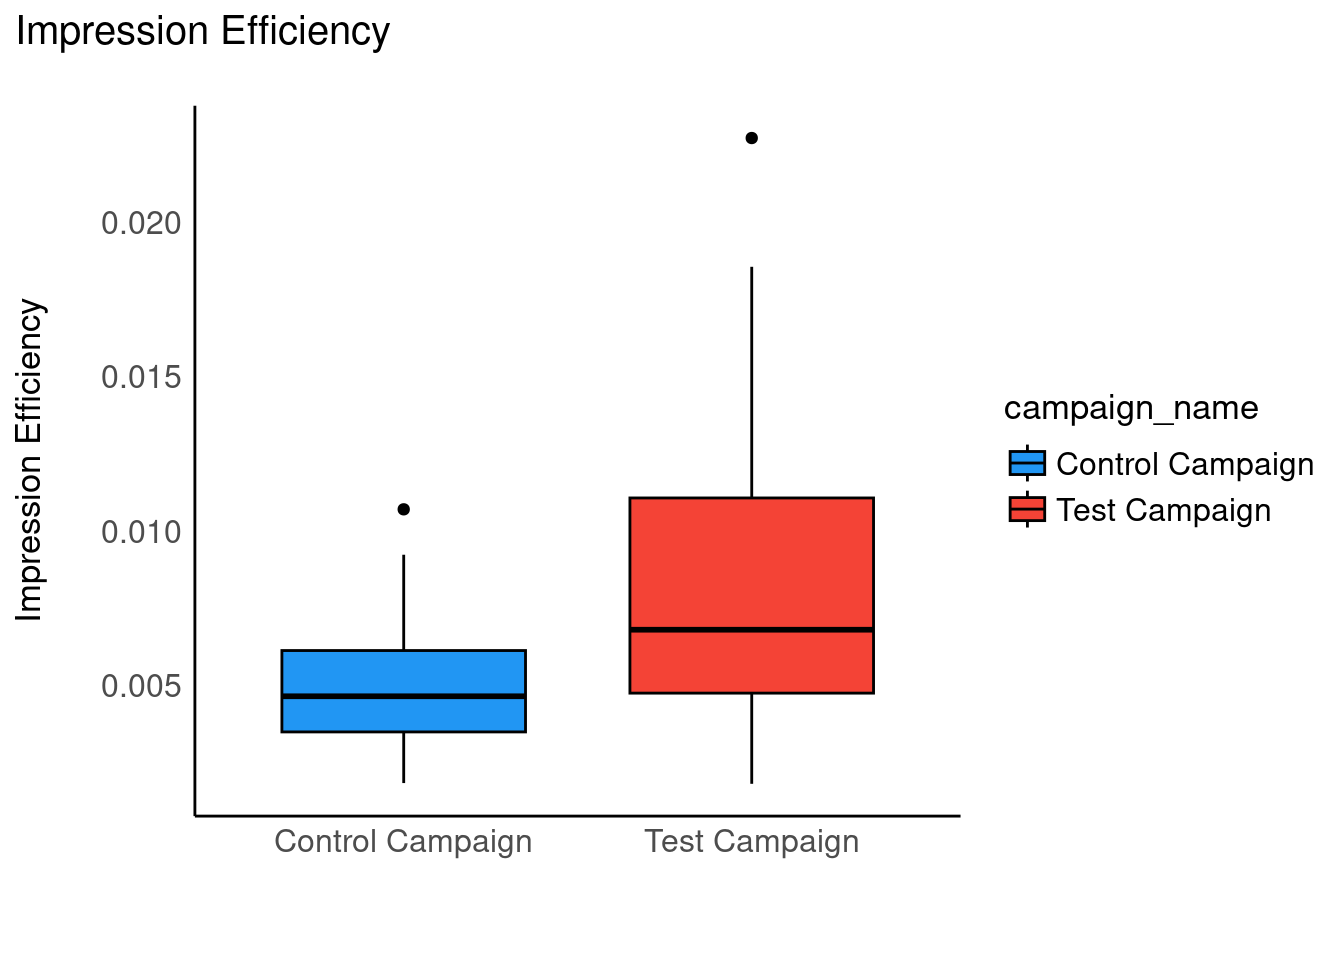 Impression Efficiency
Impression Efficiency
0.020
0.015
0.010
0.005
Control Campaign
Test Campaign
campaign_name
Control Campaign
Test Campaign